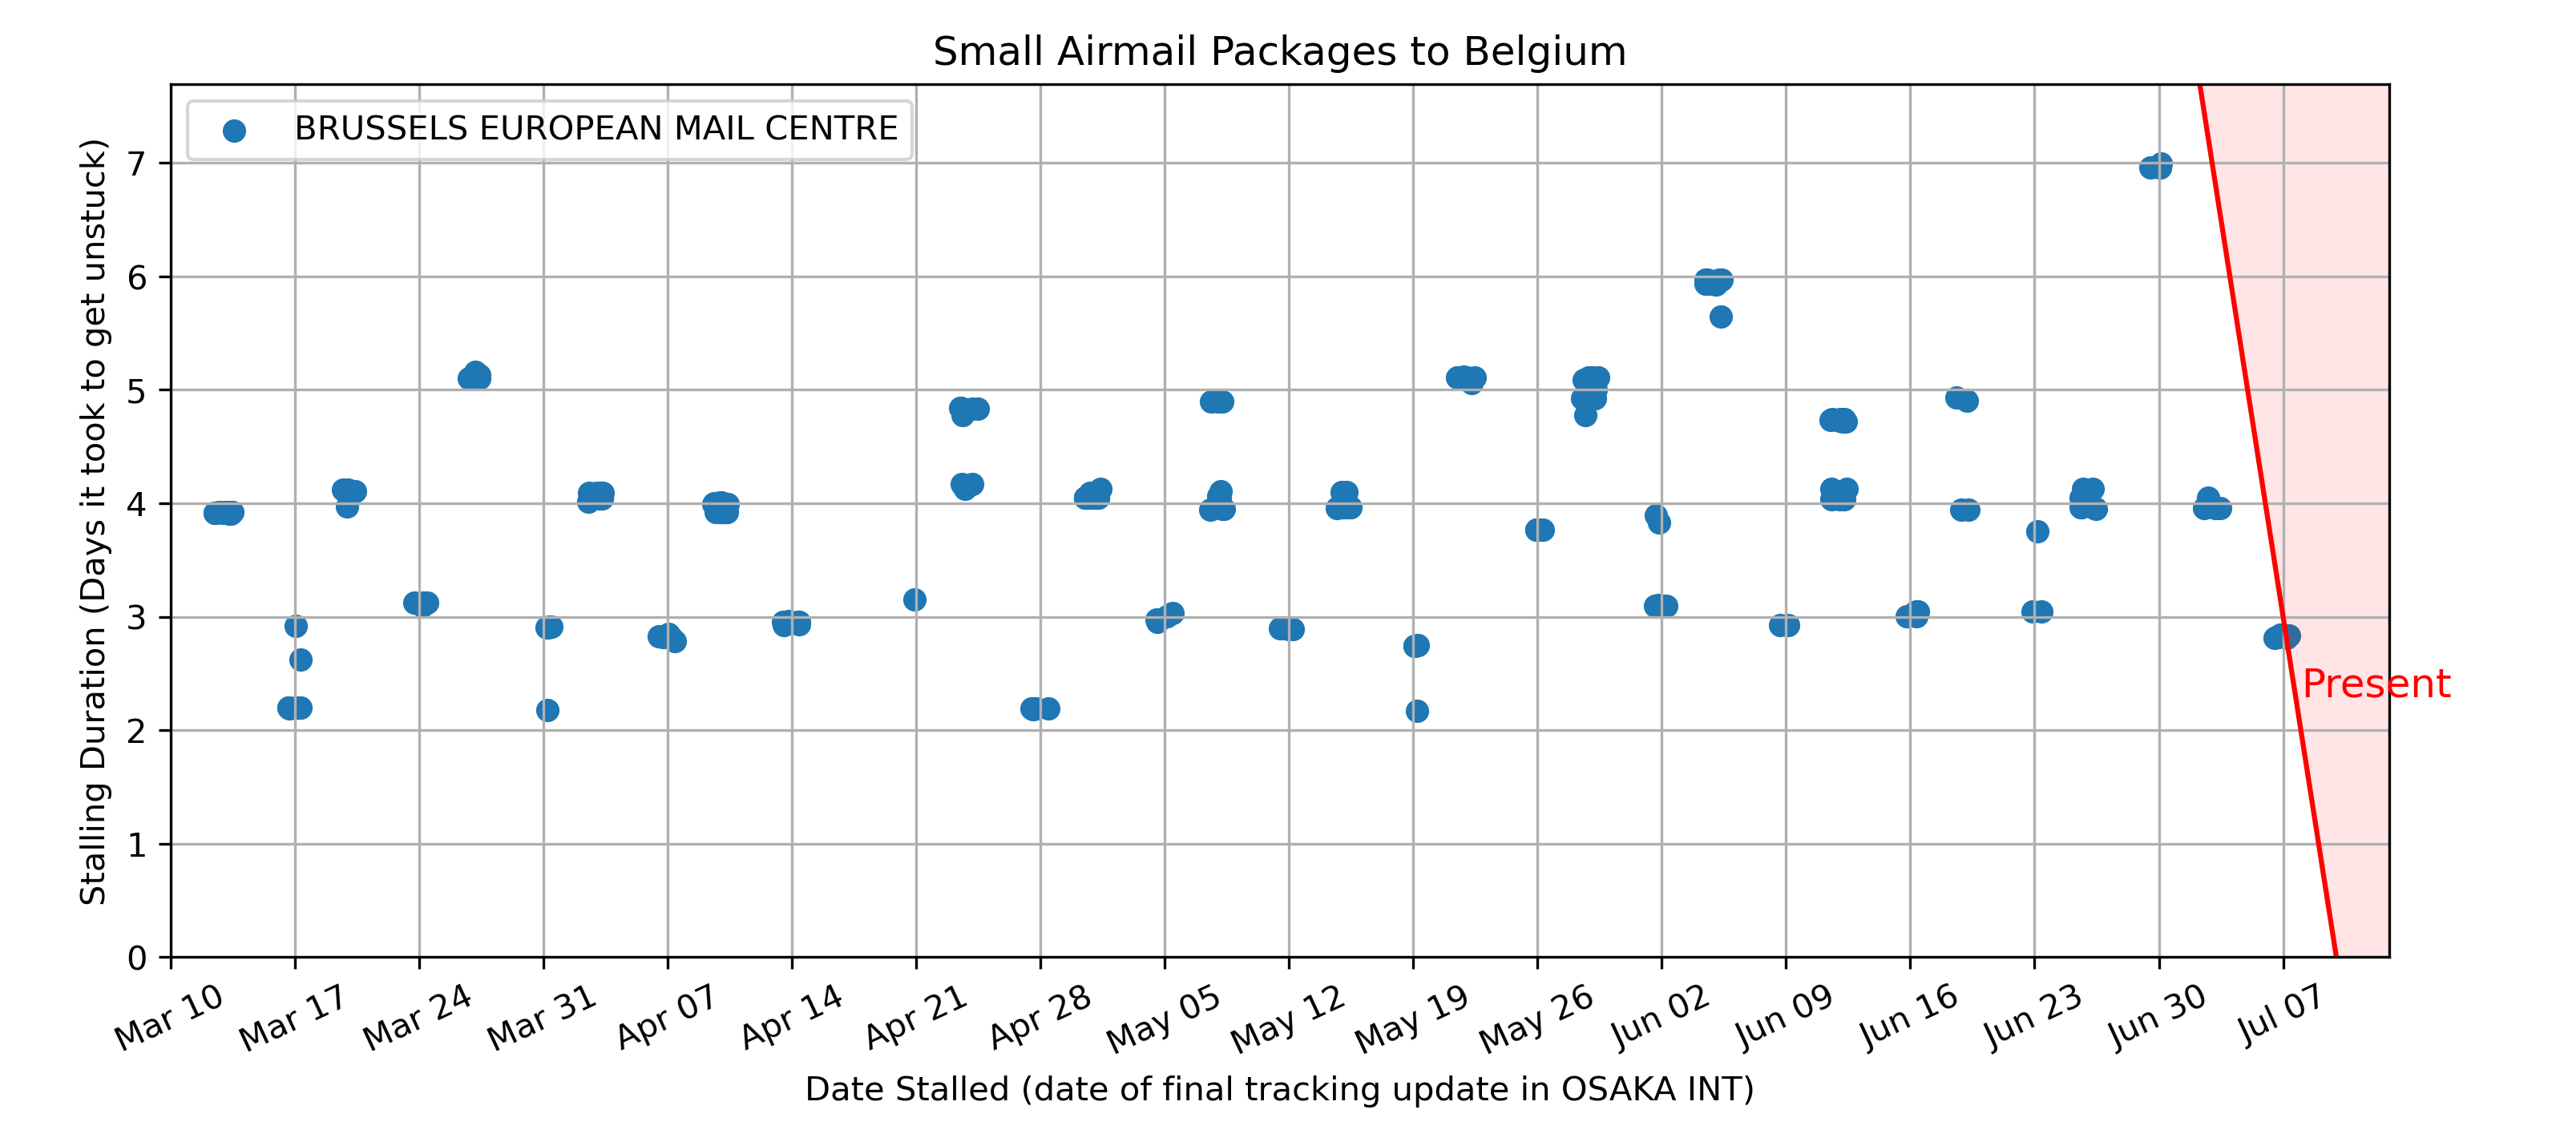 Small Airmail Packages to Belgium
BRUSSELS EUROPEAN MAIL CENTRE
Stalling Duration (Days it took to get unstuck)
7
6
5
4
3
2
1
0
Present
Mar 10
Mar 17
Mar 24
Mar 31
Apr 07
Apr 14
Apr 21
Apr 28
May 05
May 12
May 19
May 26
Jun 02
Jun 09
Jun 16
Jun 23
Jun 30
Jul 07
Date Stalled (date of final tracking update in OSAKA INT)